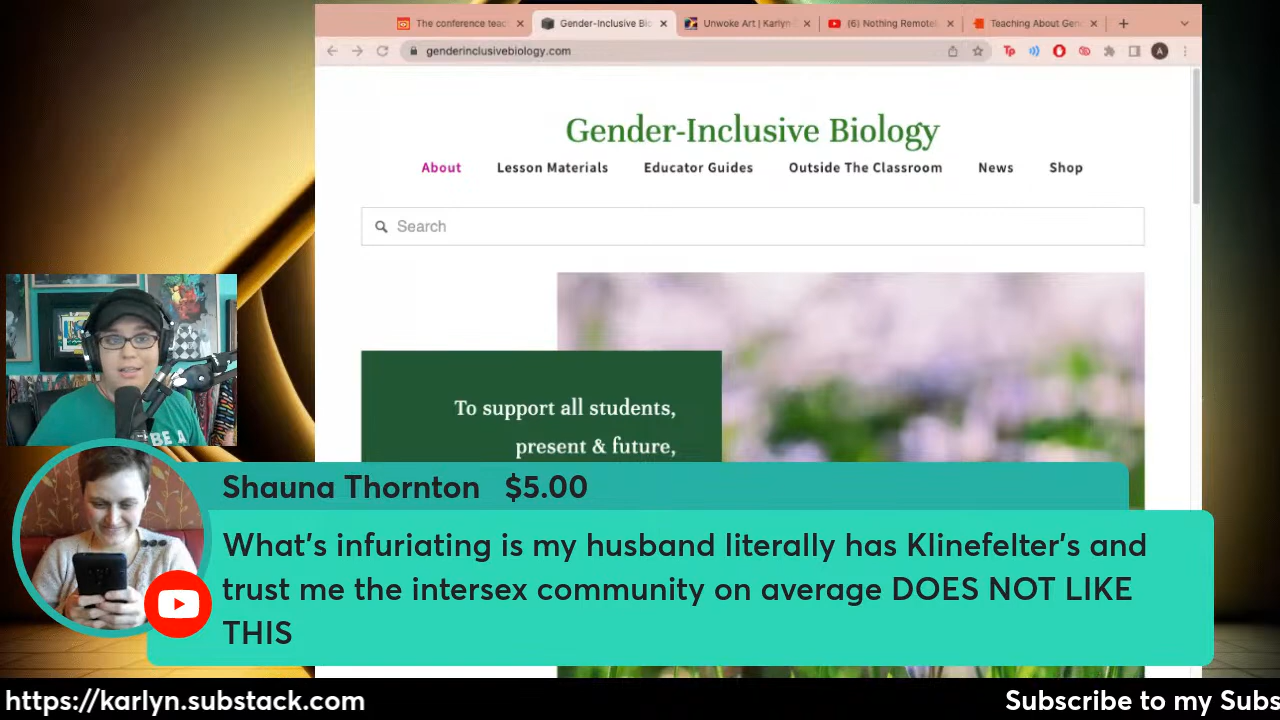 The conference teac
Gender-Inclusive Bio
Unwoke Art | Karlyn
(6) Nothing Remote
Teaching About Gen
genderinclusivebiology.com
Tp
A
Gender-Inclusive Biology
About Lesson Materials Educator Guides Outside The Classroom News Shop
Search
To support all students,
present & future,
BE A
Shauna Thornton $5.00
What's infuriating is my husband literally has Klinefelter's and
trust me the intersex community on average DOES NOT LIKE
THIS
https://karlyn.substack.com
Subscribe to my Subs